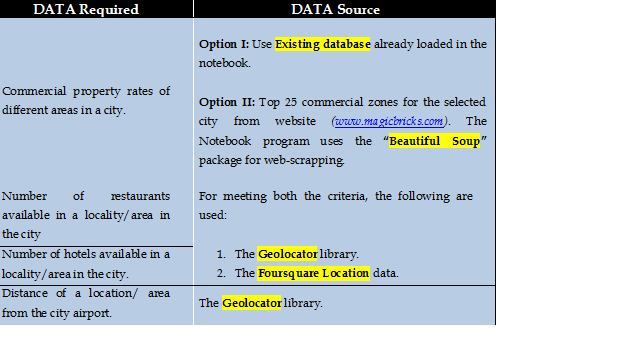 DATA Required
DATA Source
Commercial property rates of
different areas in a city.
Option I: Use Existing database already loaded in the
notebook.
Option II: Top 25 commercial zones for the selected
city from website (www.magicbricks.com). The
Notebook program uses the “Beautiful Soup”
package for web-scrapping.
Number of restaurants
available in a locality/area in
the city
Number of hotels available in a
locality/area in the city.
For meeting both the criteria, the following are
used:
1. The Geolocator library.
2. The Foursquare Location data.
Distance of a location/ area
from the city airport.
The Geolocator library.